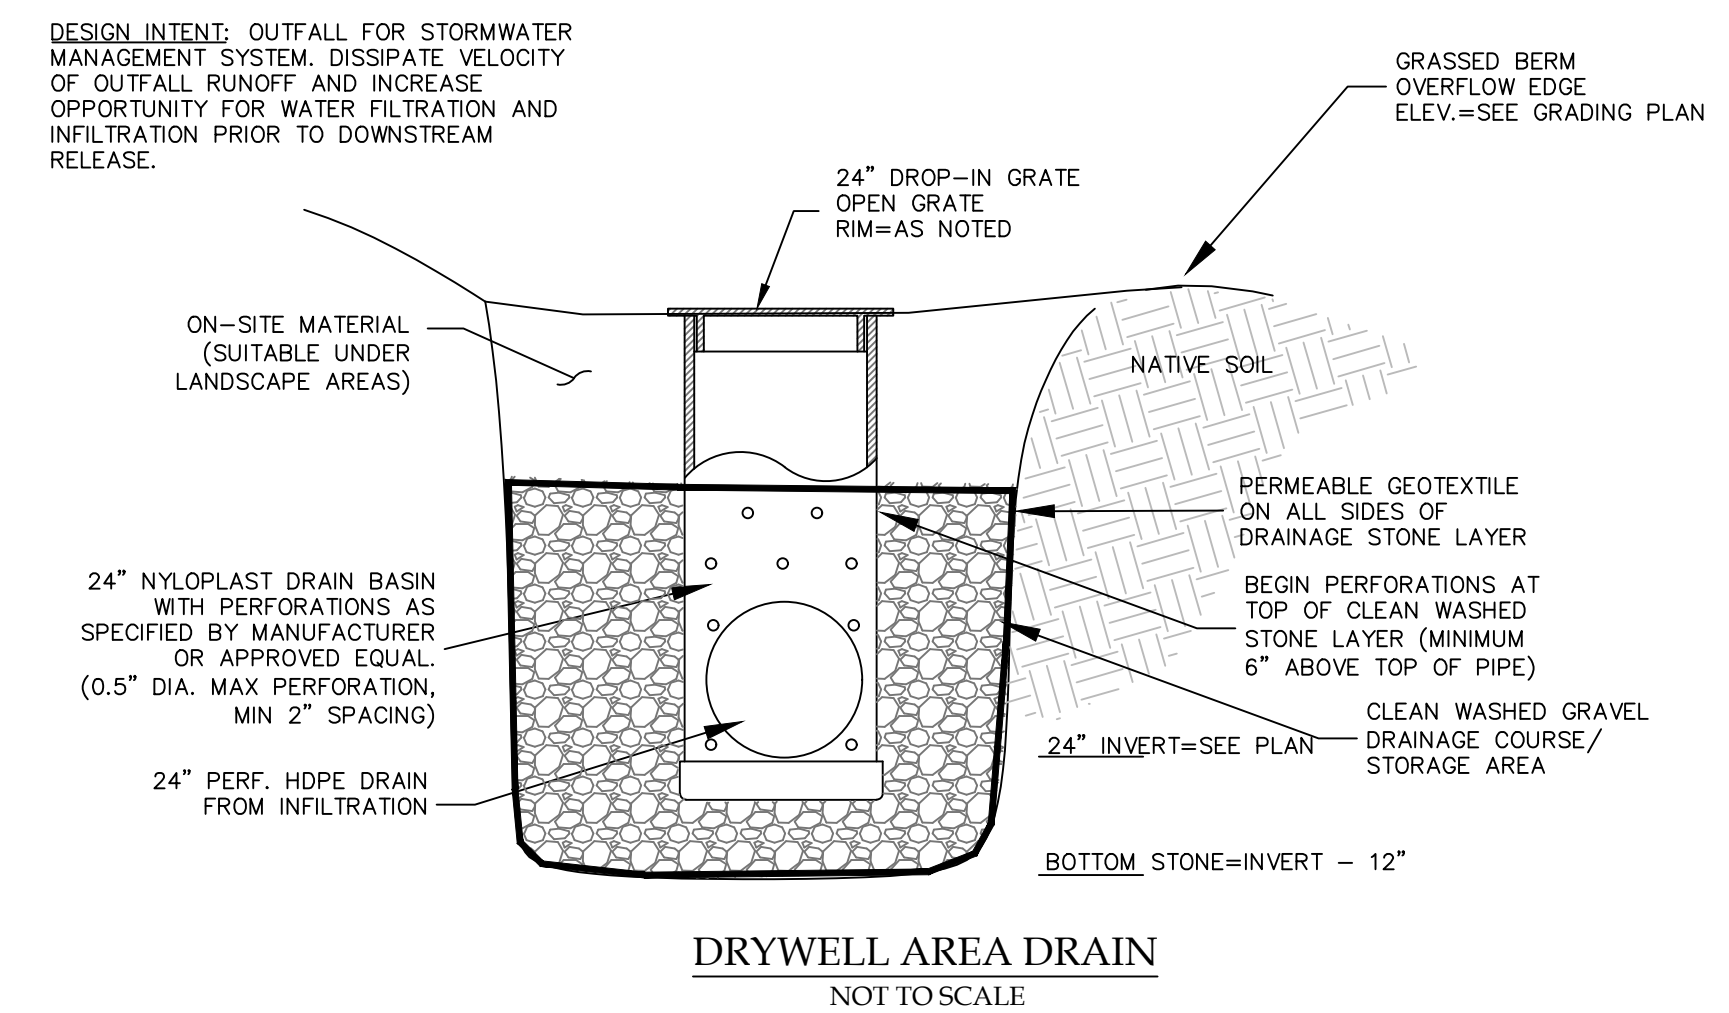 DESIGN INTENT: OUTFALL FOR STORMWATER
MANAGEMENT SYSTEM. DISSIPATE VELOCITY
OF OUTFALL RUNOFF AND INCREASE
OPPORTUNITY FOR WATER FILTRATION AND
INFILTRATION PRIOR TO DOWNSTREAM
RELEASE.
GRASSED BERM
OVERFLOW EDGE
ELEV.=SEE GRADING PLAN
24" DROP-IN GRATE
OPEN GRATE
RIM=AS NOTED
ON-SITE MATERIAL
(SUITABLE UNDER
LANDSCAPE AREAS)
NATIVE SOIL
PERMEABLE GEOTEXTILE
ON ALL SIDES OF
DRAINAGE STONE LAYER
24" NYLOPLAST DRAIN BASIN
WITH PERFORATIONS AS
SPECIFIED BY MANUFACTURER
OR APPROVED EQUAL.
(0.5" DIA. MAX PERFORATION,
MIN 2" SPACING)
BEGIN PERFORATIONS AT
TOP OF CLEAN WASHED
STONE LAYER (MINIMUM
6" ABOVE TOP OF PIPE)
CLEAN WASHED GRAVEL
DRAINAGE COURSE/
STORAGE AREA
24" INVERT=SEE PLAN
24" PERF. HDPE DRAIN
FROM INFILTRATION
BOTTOM STONE=INVERT - 12"
DRYWELL AREA DRAIN
NOT TO SCALE